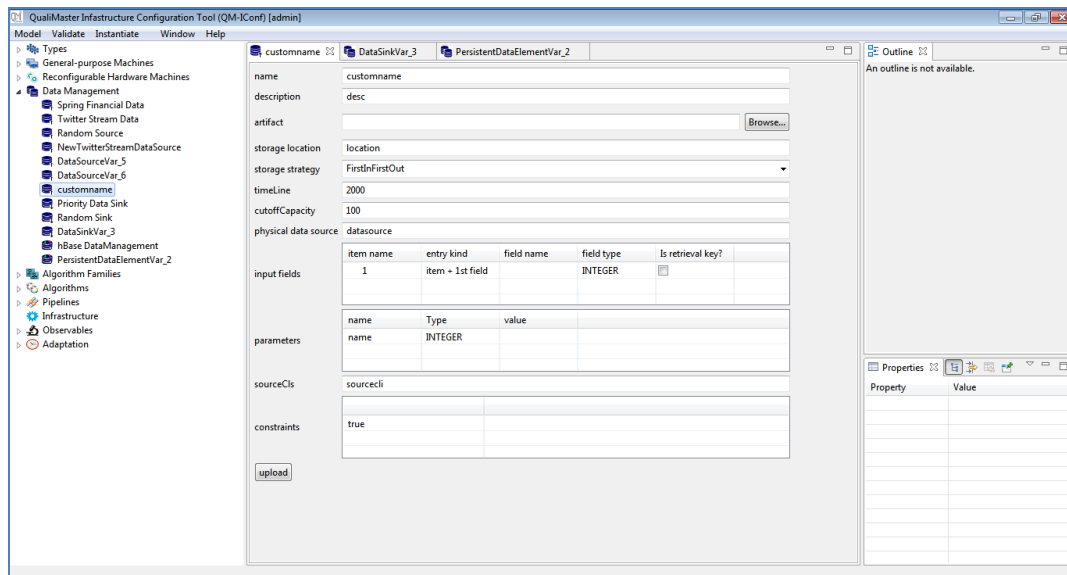 QualiMaster Infastructure Configuration Tool (QM-IConf) [admin]
Model Validate Instantiate Window Help
Types
General-purpose Machines
Reconfigurable Hardware Machines
Data Management
Spring Financial Data
Twitter Stream Data
Random Source
NewTwitterStreamDataSource
DataSourceVar_5
DataSourceVar_6
customname
Priority Data Sink
Random Sink
DataSinkVar_3
hBase DataManagement
PersistentDataElementVar_2
Algorithm Families
Algorithms
Pipelines
Infrastructure
Observables
Adaptation
customname DataSinkVar_3 PersistentDataElementVar_2
name customname
description desc
artifact Browse...
storage location location
storage strategy FirstInFirstOut
timeLine 2000
cutoffCapacity 100
physical data source datasource
input fields
item name entry kind field name field type Is retrieval key?
1 item + 1st field INTEGER
parameters
name Type value
name INTEGER
sourceCls sourcecli
constraints
true
upload
Outline
An outline is not available.
Properties
Property Value